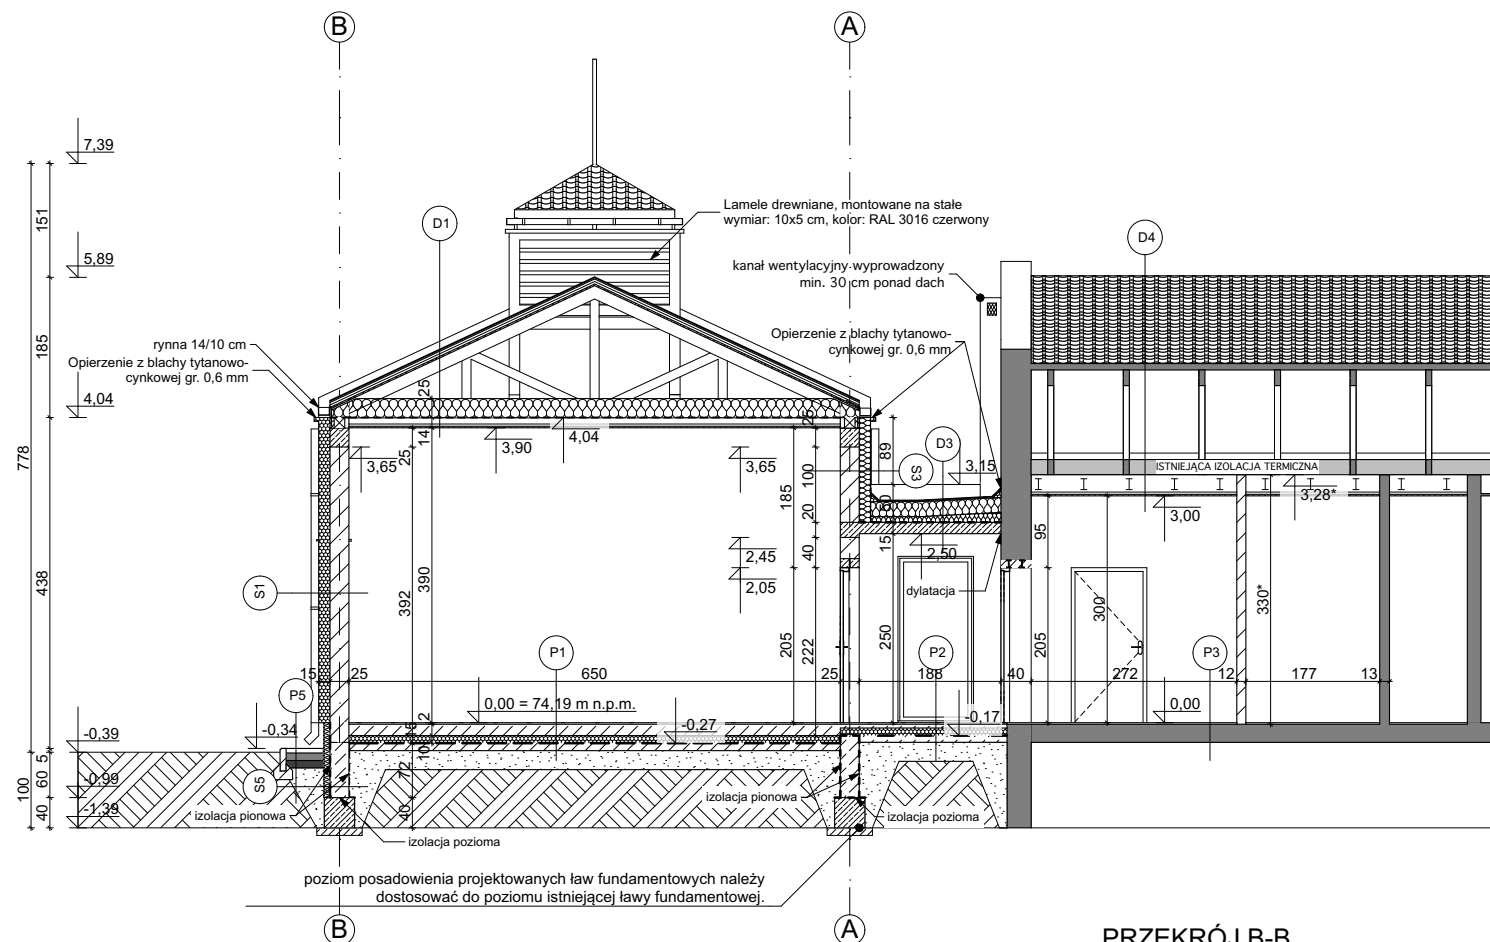 B
A
7,39
151
Lamele drewniane, montowane na stałe
wymiar: 10x5 cm, kolor: RAL 3016 czerwony
D1
D4
5,89
kanał wentylacyjny wyprowadzony
min. 30 cm ponad dach
185
778
rynna 14/10 cm
Opierzenie z blachy tytanowo-
cynkowej gr. 0,6 mm
Opierzenie z blachy tytanowo-
cynkowej gr. 0,6 mm
25
4,04
14
3,90
4,04
25
89
D3
25
3,65
3,65
100
S3
3,15
ISTNIEJĄCA IZOLACJA TERMICZNA
3,28*
185
50
20
3,00
15
40
2,45
2,50
95
2,05
438
S1
392
390
dylatacja
300
330*
205
222
250
205
P1
P2
P3
15
25
650
25
188
40
272
12
177
13
P5
0,00 = 74,19 m n.p.m.
0,00
-0,39
-0,34
2
15
-0,27
-0,17
10
5
60
100
-0,99
72
S5
40
-1,39
40
izolacja pionowa
izolacja pionowa
izolacja pozioma
izolacja pozioma
poziom posadowienia projektowanych ław fundamentowych należy
dostosować do poziomu istniejącej ławy fundamentowej.
B
A
PRZEKRÓJ B-B